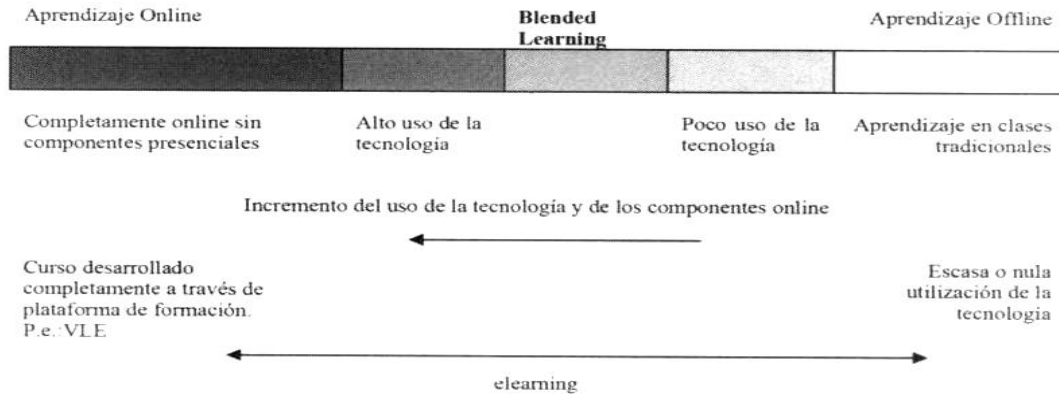 Aprendizaje Online
Blended
Learning
Aprendizaje Offline
Completamente online sin
componentes presenciales
Alto uso de la
tecnología
Poco uso de la
tecnología
Aprendizaje en clases
tradicionales
Incremento del uso de la tecnología y de los componentes online
Curso desarrollado
completamente a través de
plataforma de formación.
P.e.:VLE
Escasa o nula
utilización de la
tecnología
elearning